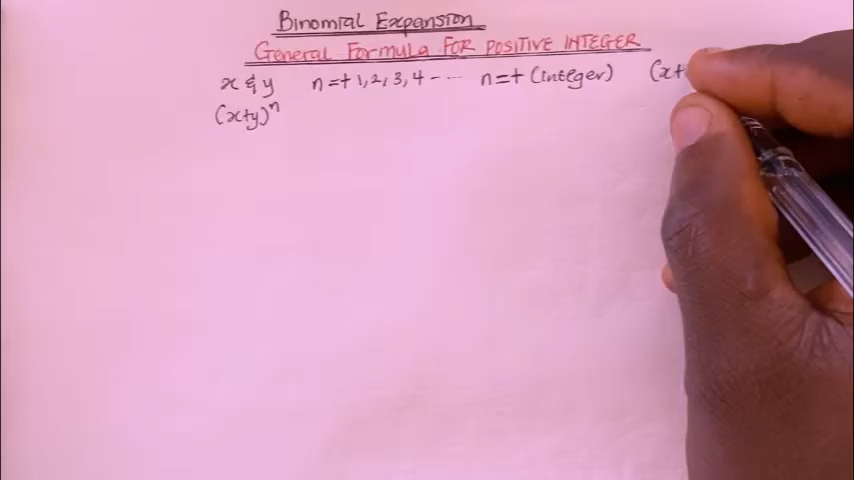 Binomial Expansion
General Formula For POSITIVE INTEGER
x & y n=+1,2,3,4-... n=+(integer) (x+
(x+y)^n